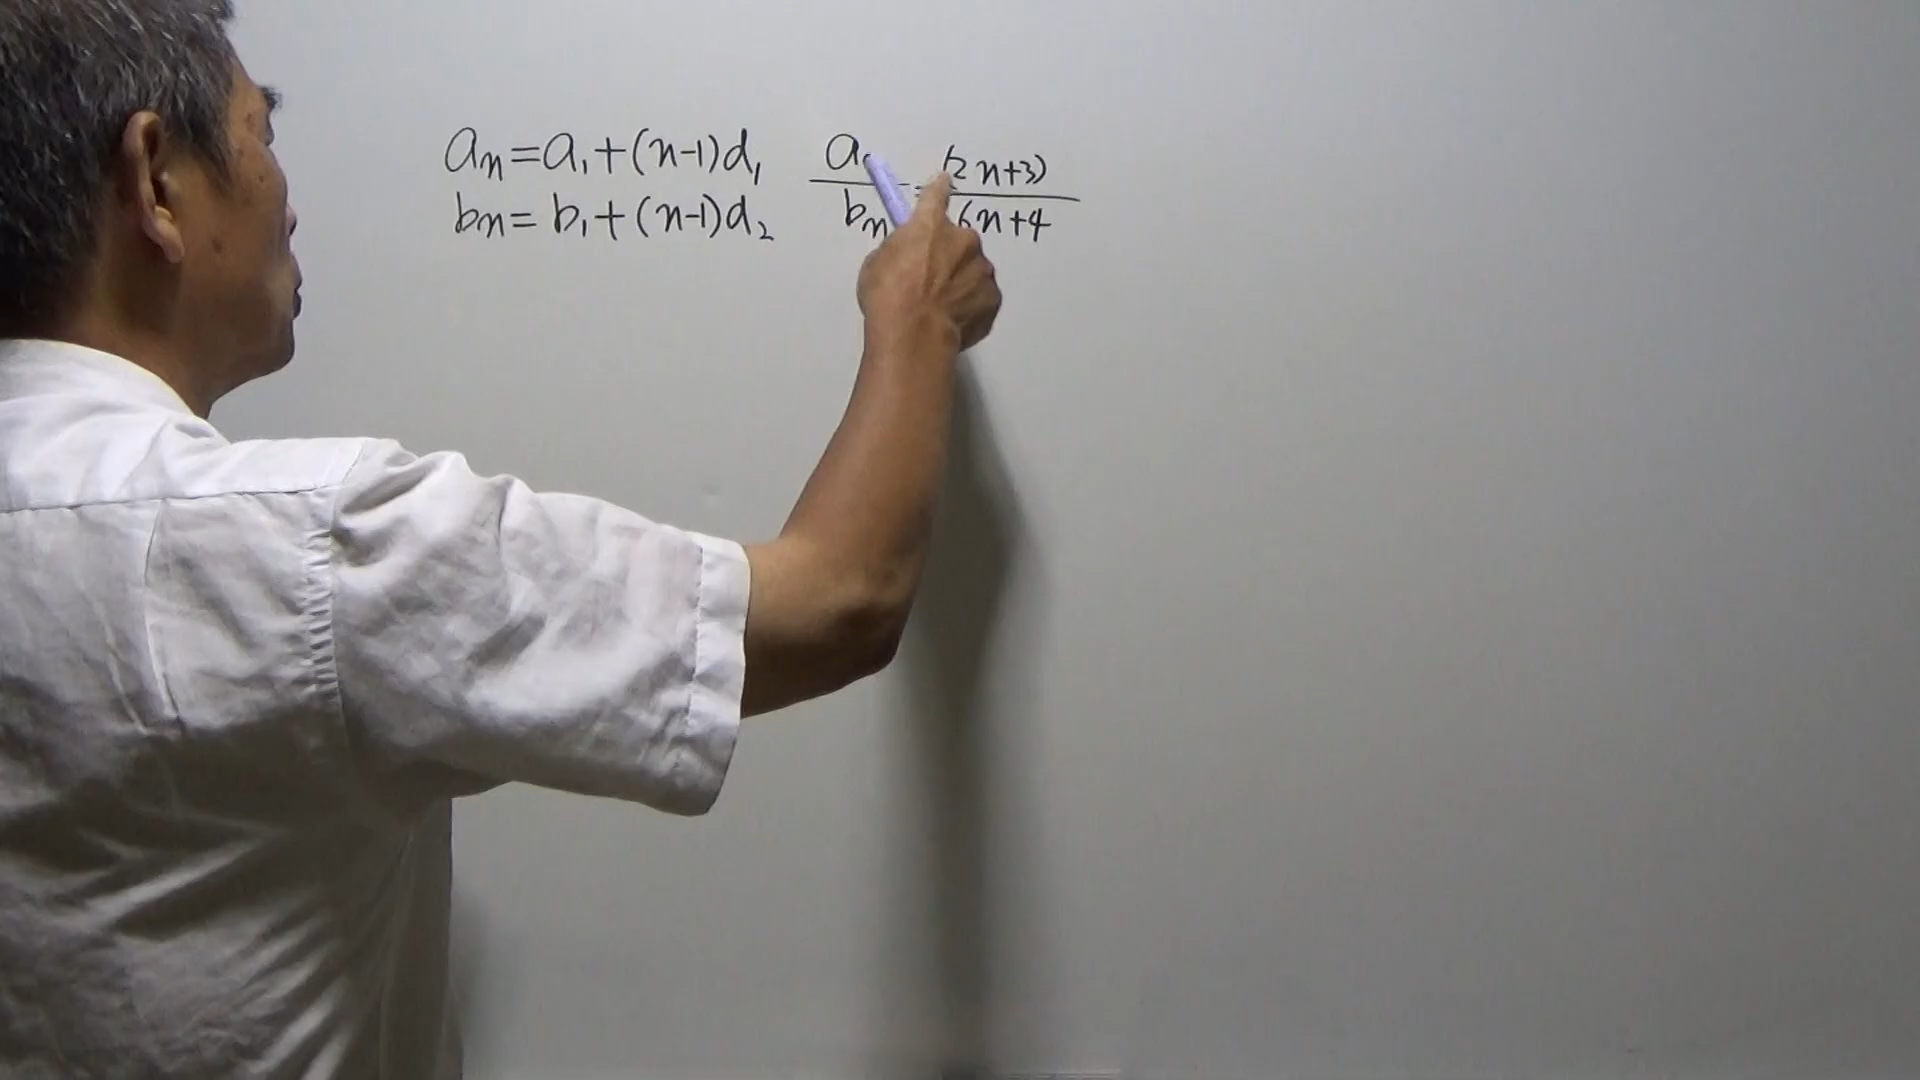 aₙ=a₁+(n-1)d₁
bₙ=b₁+(n-1)d₂
a / bₙ = (2n+3) / 6n+4